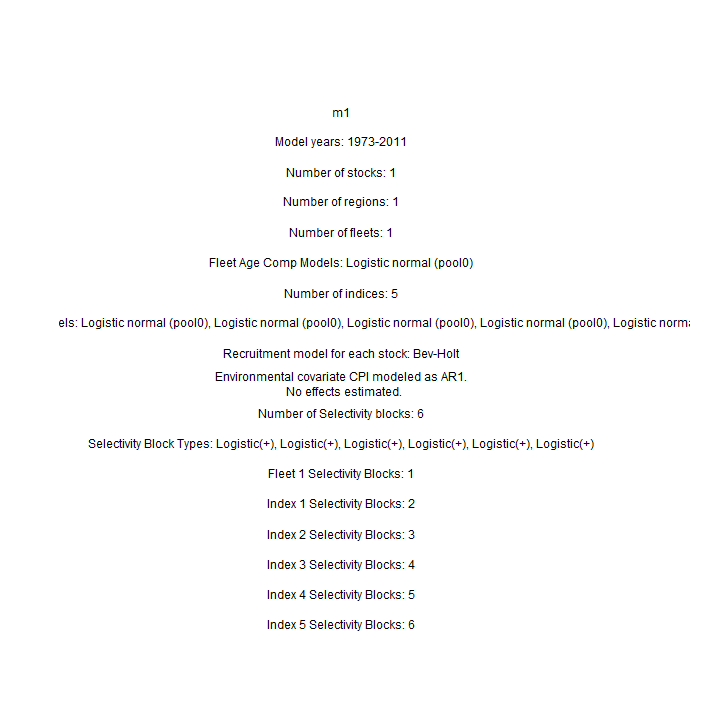 m1
Model years: 1973-2011
Number of stocks: 1
Number of regions: 1
Number of fleets: 1
Fleet Age Comp Models: Logistic normal (pool0)
Number of indices: 5
els: Logistic normal (pool0), Logistic normal (pool0), Logistic normal (pool0), Logistic normal (pool0), Logistic norm
Recruitment model for each stock: Bev-Holt
Environmental covariate CPI modeled as AR1.
No effects estimated.
Number of Selectivity blocks: 6
Selectivity Block Types: Logistic(+), Logistic(+), Logistic(+), Logistic(+), Logistic(+), Logistic(+)
Fleet 1 Selectivity Blocks: 1
Index 1 Selectivity Blocks: 2
Index 2 Selectivity Blocks: 3
Index 3 Selectivity Blocks: 4
Index 4 Selectivity Blocks: 5
Index 5 Selectivity Blocks: 6